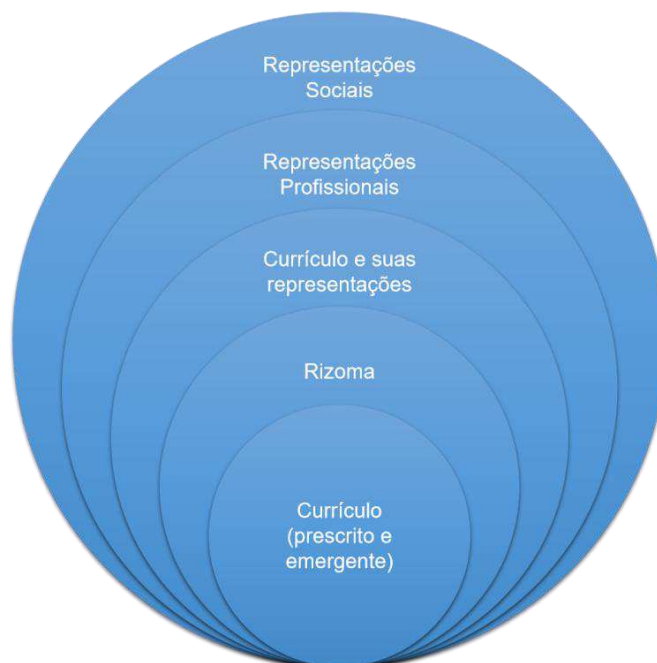 Representações
Sociais
Representações
Profissionais
Currículo e suas
representações
Rizoma
Currículo
(prescrito e
emergente)